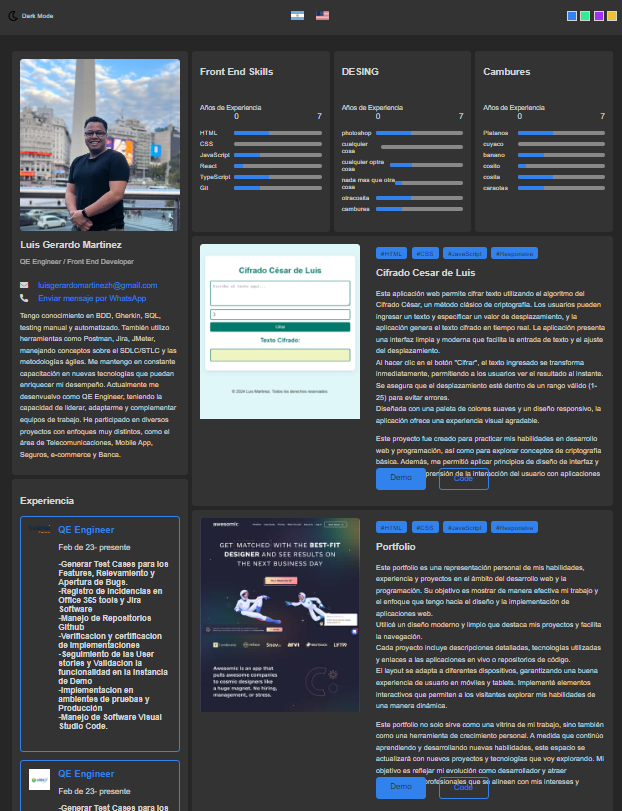 Dark Mode
Luis Gerardo Martinez
QE Engineer / Front End Developer
luisgerardomartinezh@gmail.com
Enviar mensaje por WhatsApp
Tengo conocimiento en BDD, Gherkin, SQL,
testing manual y automatizado. También utilizo
herramientas como Postman, Jira, JMeter,
manejando conceptos sobre el SDLC/STLC y las
metodologías ágiles. Me mantengo en constante
capacitación en nuevas tecnologías que puedan
enriquecer mi desempeño. Actualmente me
desenvuelvo como QE Engineer, teniendo la
capacidad de liderar, adaptarme y complementar
equipos de trabajo. He participado en diversos
proyectos con enfoques muy distintos, como el
área de Telecomunicaciones, Mobile App,
Seguros, e-commerce y Banca.
Experiencia
QE Engineer
Feb de 23- presente
-Generar Test Cases para los
Features, Relevamiento y
Apertura de Bugs.
-Registro de Incidencias en
Office 365 tools y Jira
Software
-Manejo de Repositorios
Github
-Verificacion y certificacion
de implementaciones
-Seguimiento de las User
stories y Validacion la
funcionalidad en la instancia
de Demo
-Implementacion en
ambientes de pruebas y
Producción
-Manejo de Software Visual
Studio Code.
QE Engineer
Feb de 23- presente
-Generar Test Cases para los
Front End Skills
Años de Experiencia
0 7
HTML
CSS
JavaScript
React
TypeScript
Git
DESING
Años de Experiencia
0 7
photoshop
cualquier
cosa
cualquier optra
cosa
nada mas que otra
cosa
otracosita
cambures
Cambures
Años de Experiencia
0 7
Platanos
cuyaco
banano
cosito
cosita
caraotas
Cifrado César de Luis
Escribe el texto aquí...
3
Cifrar
Texto Cifrado:
© 2024 Luis Martinez. Todos los derechos reservados.
#HTML #CSS #JavaScript #Responsive
Cifrado Cesar de Luis
Esta aplicación web permite cifrar texto utilizando el algoritmo del
Cifrado César, un método clásico de criptografía. Los usuarios pueden
ingresar un texto y especificar un valor de desplazamiento, y la
aplicación genera el texto cifrado en tiempo real. La aplicación presenta
una interfaz limpia y moderna que facilita la entrada de texto y el ajuste
del desplazamiento.
Al hacer clic en el botón "Cifrar", el texto ingresado se transforma
inmediatamente, permitiendo a los usuarios ver el resultado al instante.
Se asegura que el desplazamiento esté dentro de un rango válido (1-
25) para evitar errores.
Diseñada con una paleta de colores suaves y un diseño responsivo, la
aplicación ofrece una experiencia visual agradable.
Este proyecto fue creado para practicar mis habilidades en desarrollo
web y programación, así como para explorar conceptos de criptografía
básica. Además, me permitió aplicar principios de diseño de interfaz y
prensión de la interacción del usuario con aplicaciones
Demo Code
awesomic
GET MATCHED WITH THE BEST-FIT
DESIGNER AND SEE RESULTS ON
THE NEXT BUSINESS DAY
Awesomic is an app that
pulls awesome companies
to cosmic designers like
a huge magnet. No hiring,
management, or stress.
#HTML #CSS #JavaScript #Responsive
Portfolio
Este portfolio es una representación personal de mis habilidades,
experiencia y proyectos en el ámbito del desarrollo web y la
programación. Su objetivo es mostrar de manera efectiva mi trabajo y
el enfoque que tengo hacia el diseño y la implementación de
aplicaciones web.
Utilicé un diseño moderno y limpio que destaca mis proyectos y facilita
la navegación.
Cada proyecto incluye descripciones detalladas, tecnologías utilizadas
y enlaces a las aplicaciones en vivo o repositorios de código.
El layout se adapta a diferentes dispositivos, garantizando una buena
experiencia de usuario en móviles y tablets. Implementé elementos
interactivos que permiten a los visitantes explorar mis habilidades de
una manera dinámica.
Este portfolio no solo sirve como una vitrina de mi trabajo, sino también
como una herramienta de crecimiento personal. A medida que continúo
aprendiendo y desarrollando nuevas habilidades, este espacio se
actualizará con nuevos proyectos y tecnologías que voy explorando. Mi
objetivo es reflejar mi evolución como desarrollador y atraer
rofesionales que se alineen con mis intereses y
Demo Code